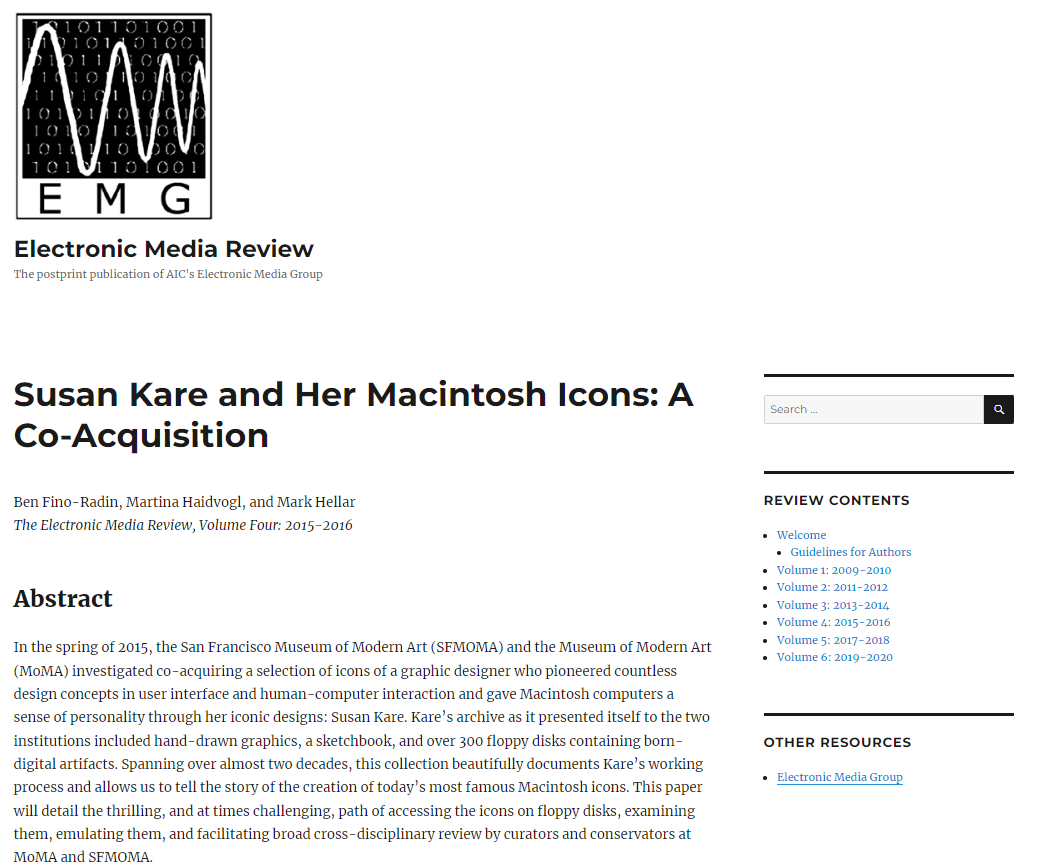 1010110101001
1101011010 1001
E M G
Electronic Media Review
The postprint publication of AIC's Electronic Media Group
Susan Kare and Her Macintosh Icons: A
Co-Acquisition
Ben Fino-Radin, Martina Haidvogl, and Mark Hellar
The Electronic Media Review, Volume Four: 2015-2016
Abstract
In the spring of 2015, the San Francisco Museum of Modern Art (SFMOMA) and the Museum of Modern Art
(MoMA) investigated co-acquiring a selection of icons of a graphic designer who pioneered countless
design concepts in user interface and human-computer interaction and gave Macintosh computers a
sense of personality through her iconic designs: Susan Kare. Kare’s archive as it presented itself to the two
institutions included hand-drawn graphics, a sketchbook, and over 300 floppy disks containing born-
digital artifacts. Spanning over almost two decades, this collection beautifully documents Kare’s working
process and allows us to tell the story of the creation of today’s most famous Macintosh icons. This paper
will detail the thrilling, and at times challenging, path of accessing the icons on floppy disks, examining
them, emulating them, and facilitating broad cross-disciplinary review by curators and conservators at
MoMA and SFMOMA.
Search …
REVIEW CONTENTS
Welcome
Guidelines for Authors
Volume 1: 2009-2010
Volume 2: 2011-2012
Volume 3: 2013-2014
Volume 4: 2015-2016
Volume 5: 2017-2018
Volume 6: 2019-2020
OTHER RESOURCES
Electronic Media Group